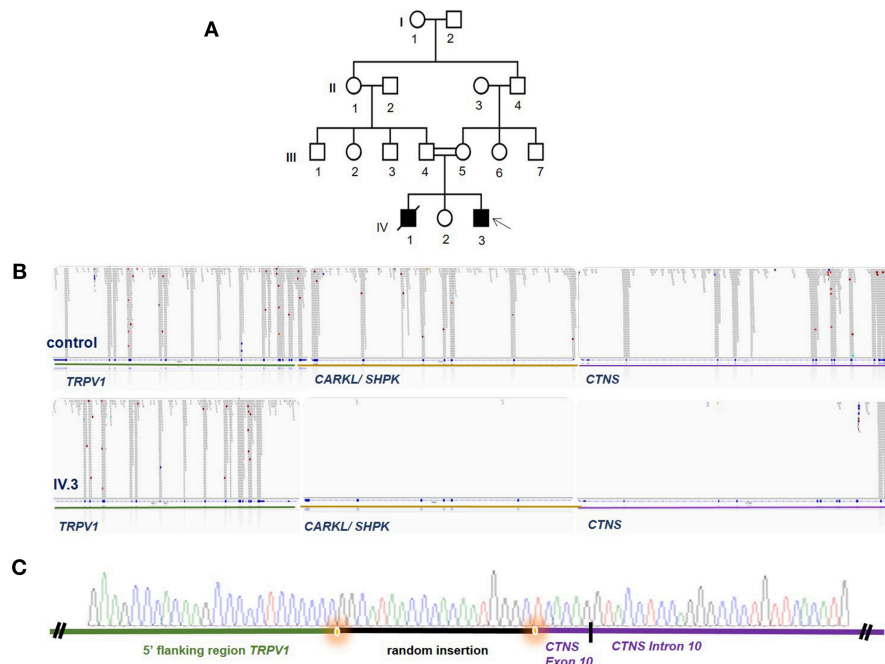 A
I
1 2
II
1 2 3 4
III
1 2 3 4 5 6 7
IV
1 2 3
B
control
TRPV1 CARKL/ SHPK CTNS
IV.3
TRPV1 CARKL/ SHPK CTNS
C
5' flanking region TRPV1 random insertion CTNS Exon 10 CTNS Intron 10